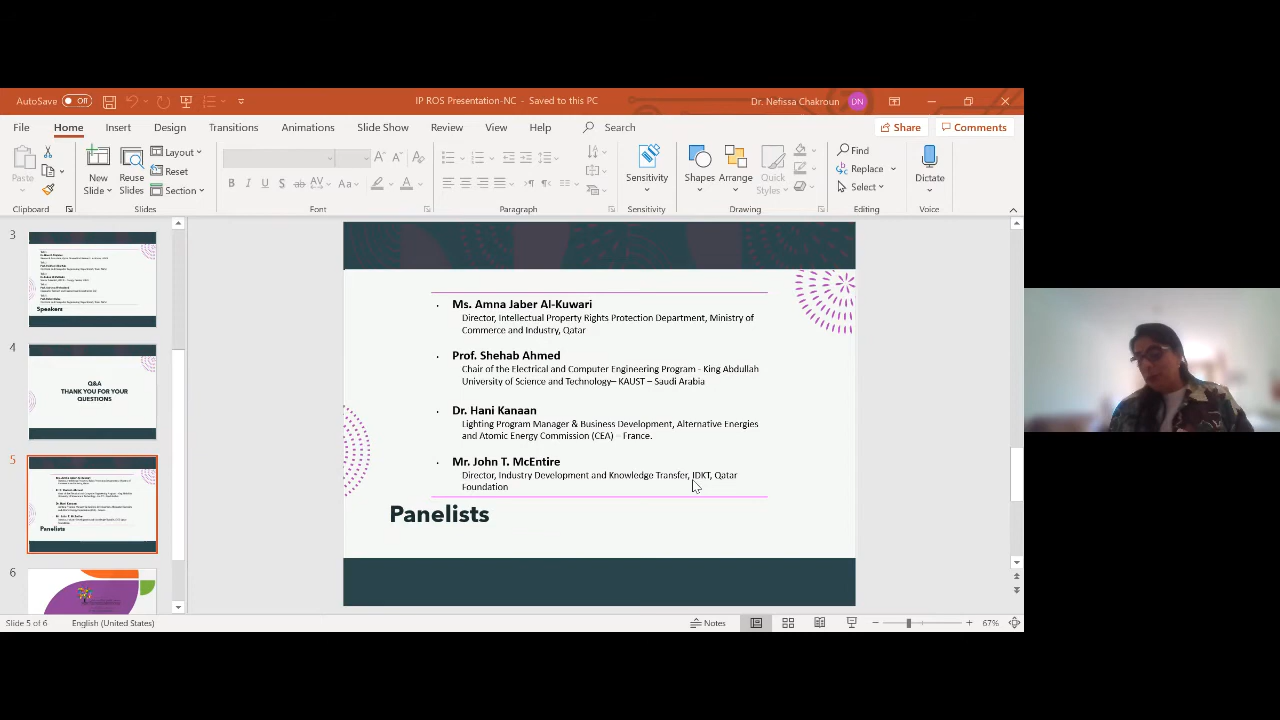 AutoSave Off
IP ROS Presentation-NC - Saved to this PC
Dr. Nefissa Chakroun DN
File Home Insert Design Transitions Animations Slide Show Review View Help Search
Share Comments
Paste
Clipboard
New Slide
Reuse Slides
Layout
Reset
Section
Slides
B I U S ab AV Aa A
Font
Paragraph
Sensitivity
Sensitivity
Shapes Arrange Quick Styles
Drawing
Find
Replace
Select
Editing
Dictate
Voice
3
Speakers
4
Q&A
THANK YOU FOR YOUR
QUESTIONS
5
Panelists
6
· Ms. Amna Jaber Al-Kuwari
Director, Intellectual Property Rights Protection Department, Ministry of
Commerce and Industry, Qatar
· Prof. Shehab Ahmed
Chair of the Electrical and Computer Engineering Program - King Abdullah
University of Science and Technology– KAUST – Saudi Arabia
· Dr. Hani Kanaan
Lighting Program Manager & Business Development, Alternative Energies
and Atomic Energy Commission (CEA) – France.
· Mr. John T. McEntire
Director, Industry Development and Knowledge Transfer, IDKT, Qatar
Foundation
Panelists
Slide 5 of 6 English (United States) Notes 67%